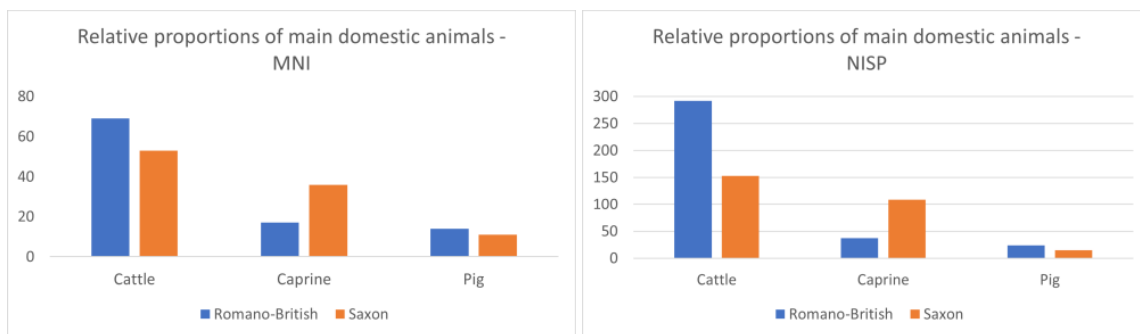 Relative proportions of main domestic animals -
MNI
80
60
40
20
0
Cattle Caprine Pig
Romano-British Saxon
Relative proportions of main domestic animals -
NISP
300
250
200
150
100
50
0
Cattle Caprine Pig
Romano-British Saxon